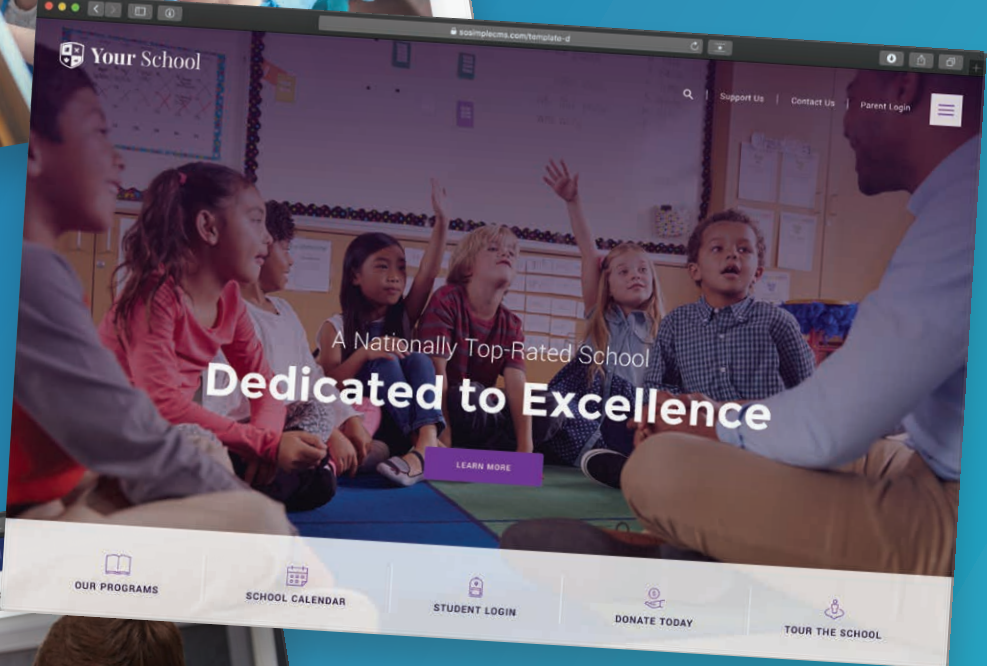 sosimplecms.com/template-d
Your School
Support Us
Contact Us
Parent Login
A Nationally Top-Rated School
Dedicated to Excellence
LEARN MORE
OUR PROGRAMS
SCHOOL CALENDAR
STUDENT LOGIN
DONATE TODAY
TOUR THE SCHOOL